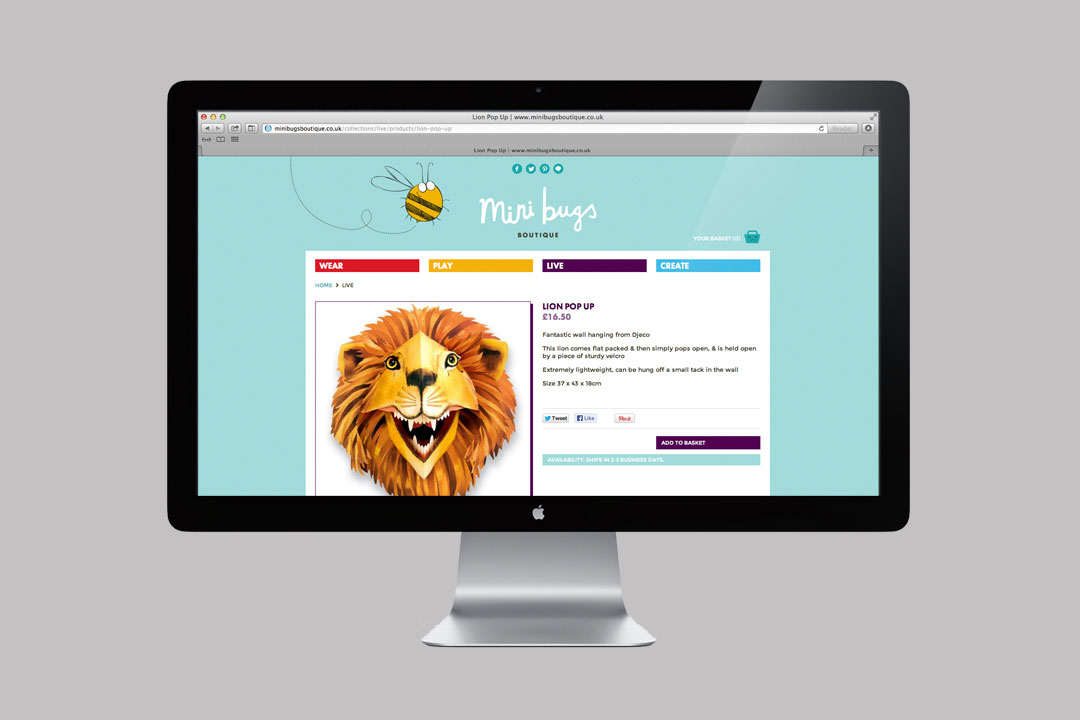 Lion Pop Up | www.minibugsboutique.co.uk
minibugsboutique.co.uk/collections/live/products/lion-pop-up
Reader
Lion Pop Up | www.minibugsboutique.co.uk
Mini bugs
BOUTIQUE
YOUR BASKET (0)
WEAR PLAY LIVE CREATE
HOME > LIVE
LION POP UP
£16.50
Fantastic wall hanging from Djeco
This lion comes flat packed & then simply pops open, & is held open
by a piece of sturdy velcro
Extremely lightweight, can be hung off a small tack in the wall
Size 37 x 43 x 18cm
Tweet Like Pin it
ADD TO BASKET
AVAILABILITY: SHIPS IN 2-3 BUSINESS DAYS.